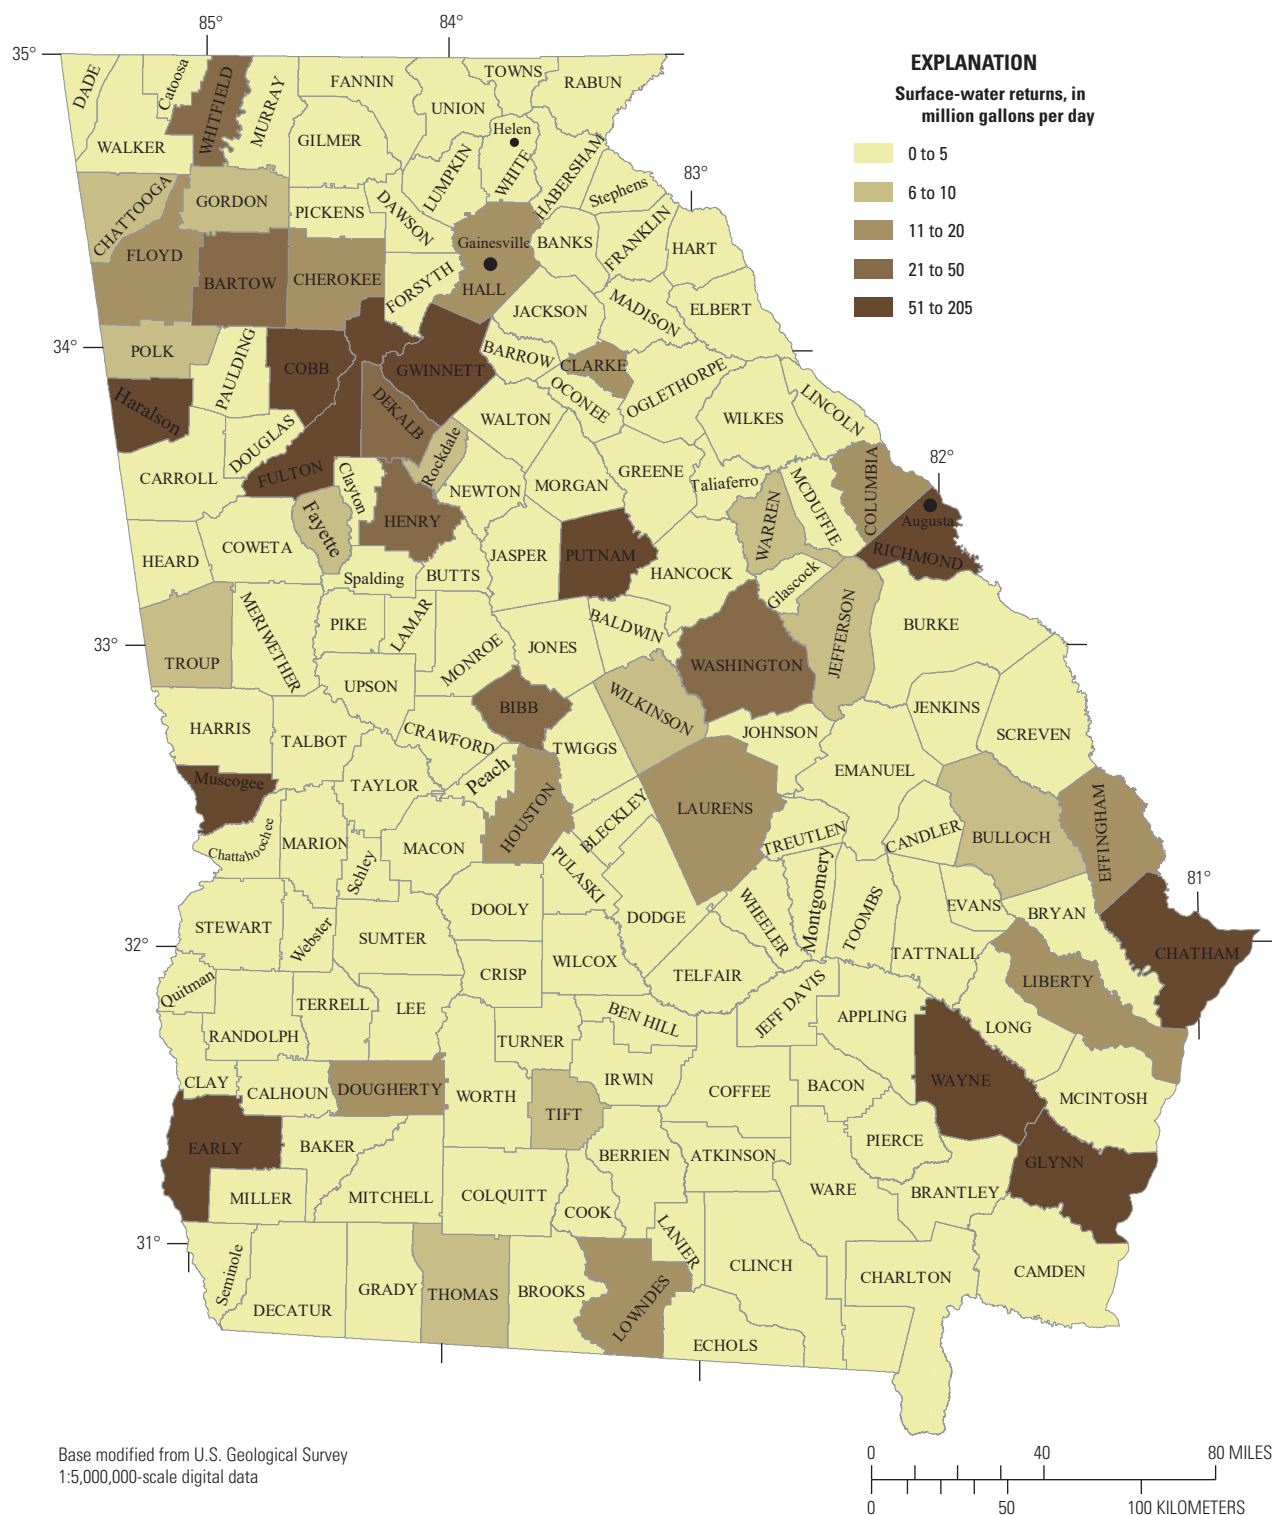 85°
84°
35°
EXPLANATION
Surface-water returns, in
million gallons per day
0 to 5
6 to 10
11 to 20
21 to 50
51 to 205
DADE
Catoosa
WHITFIELD
MURRAY
FANNIN
TOWNS
RABUN
UNION
WALKER
GILMER
Helen
WHITE
LUMPKIN
HABERSHAM
Stephens
83°
CHATTOOGA
GORDON
PICKENS
DAWSON
Gainesville
BANKS
FRANKLIN
HART
FLOYD
BARTOW
CHEROKEE
FORSYTH
HALL
JACKSON
MADISON
ELBERT
34°
POLK
PAULDING
COBB
GWINNETT
BARROW
CLARKE
OCONEE
OGLETHORPE
Haralson
DOUGLAS
DEKALB
WALTON
WILKES
LINCOLN
CARROLL
FULTON
Clayton
Rockdale
NEWTON
MORGAN
GREENE
Taliaferro
MCDUFFIE
COLUMBIA
82°
Fayette
HENRY
WARREN
Augusta
RICHMOND
HEARD
COWETA
Spalding
BUTTS
JASPER
PUTNAM
HANCOCK
Glascock
JEFFERSON
BURKE
33°
TROUP
MERIWETHER
PIKE
LAMAR
MONROE
JONES
BALDWIN
WASHINGTON
UPSON
BIBB
WILKINSON
JENKINS
SCREVEN
HARRIS
TALBOT
CRAWFORD
Peach
TWIGGS
JOHNSON
EMANUEL
Muscogee
TAYLOR
HOUSTON
BLECKLEY
LAURENS
TREUTLEN
CANDLER
BULLOCH
EFFINGHAM
Chattahoochee
MARION
Schley
MACON
PULASKI
Montgomery
81°
STEWART
Webster
SUMTER
DOOLY
DODGE
WHEELER
TOOMBS
EVANS
BRYAN
32°
Quitman
CRISP
WILCOX
TELFAIR
TATTNALL
CHATHAM
LIBERTY
RANDOLPH
TERRELL
LEE
TURNER
BEN HILL
JEFF DAVIS
APPLING
LONG
CLAY
CALHOUN
DOUGHERTY
WORTH
TIFT
IRWIN
COFFEE
BACON
WAYNE
MCINTOSH
EARLY
BAKER
BERRIEN
ATKINSON
PIERCE
GLYNN
MILLER
MITCHELL
COLQUITT
COOK
WARE
BRANTLEY
31°
Seminole
DECATUR
GRADY
THOMAS
BROOKS
LOWNDES
LANIER
CLINCH
CHARLTON
CAMDEN
ECHOLS
Base modified from U.S. Geological Survey
1:5,000,000-scale digital data
0 40 80 MILES
0 50 100 KILOMETERS